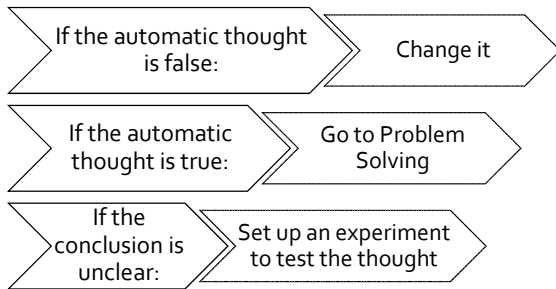 If the automatic thought
is false:
Change it
If the automatic
thought is true:
Go to Problem
Solving
If the
conclusion is
unclear:
Set up an experiment
to test the thought